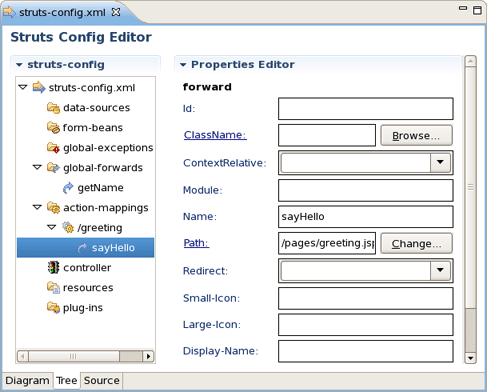 struts-config.xml
Struts Config Editor
struts-config
struts-config.xml
data-sources
form-beans
global-exceptions
global-forwards
getName
action-mappings
/greeting
sayHello
controller
resources
plug-ins
Properties Editor
forward
Id:
ClassName:
Browse...
ContextRelative:
Module:
Name:
sayHello
Path:
/pages/greeting.jsp
Change...
Redirect:
Small-Icon:
Large-Icon:
Display-Name:
Diagram
Tree
Source